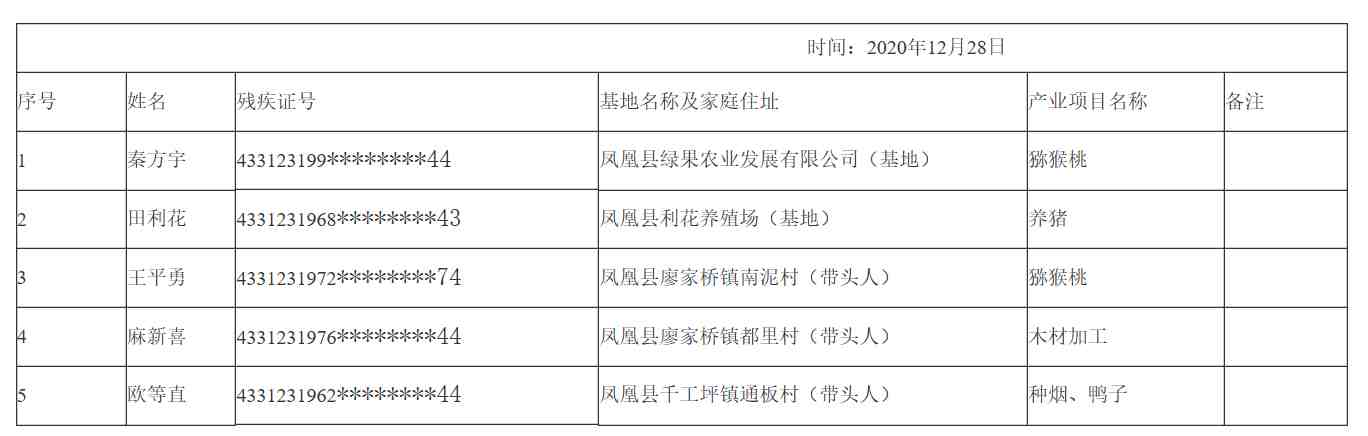 时间：2020年12月28日
序号 姓名 残疾证号 基地名称及家庭住址 产业项目名称 备注
1 秦方宇 433123199********44 凤凰县绿果农业发展有限公司（基地） 猕猴桃
2 田利花 4331231968********43 凤凰县利花养殖场（基地） 养猪
3 王平勇 4331231972********74 凤凰县廖家桥镇南泥村（带头人） 猕猴桃
4 麻新喜 4331231976********44 凤凰县廖家桥镇都里村（带头人） 木材加工
5 欧等直 4331231962********44 凤凰县千工坪镇通板村（带头人） 种烟、鸭子